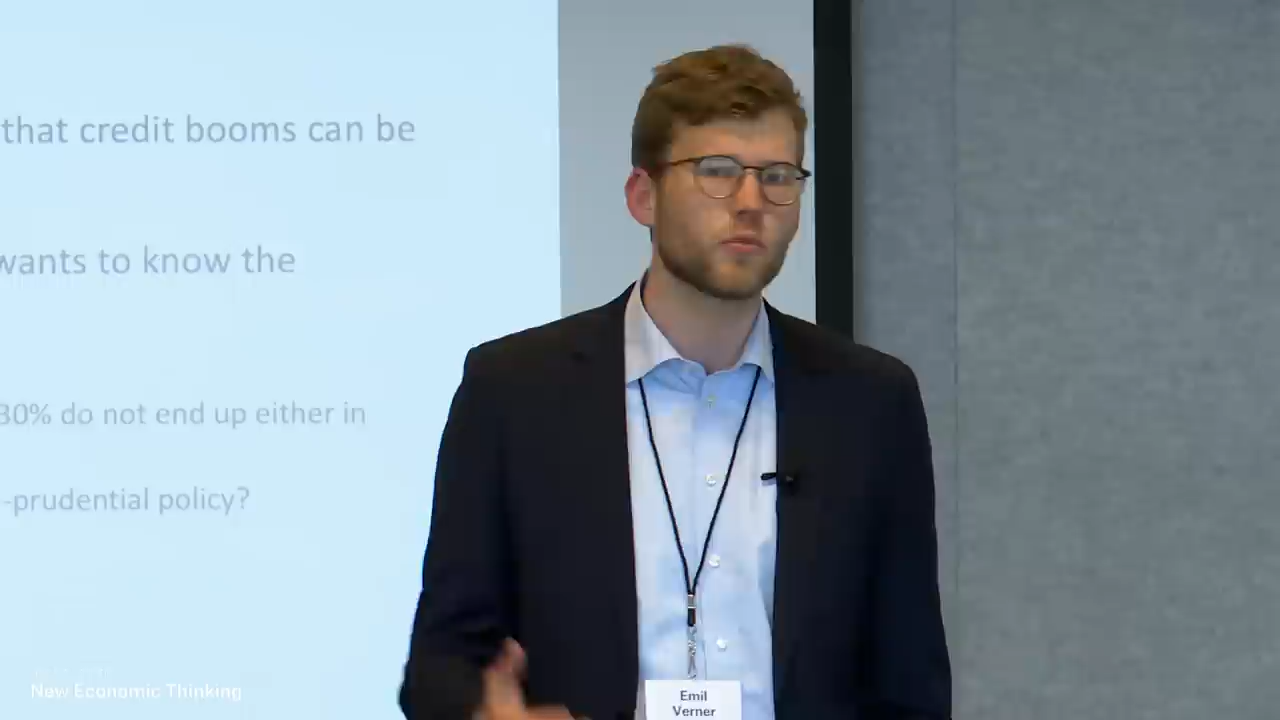 that credit booms can be
wants to know the
30% do not end up either in
-prudential policy?
New Economic Thinking
Emil
Verner